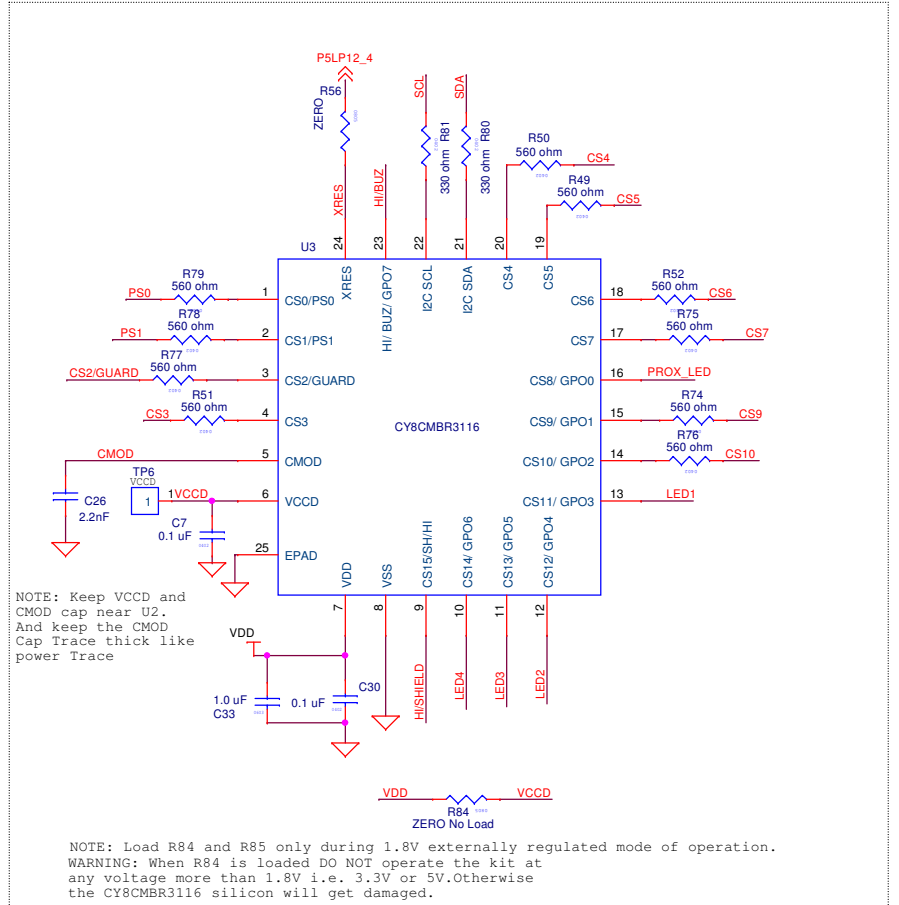 P5LP12_4
R56
ZERO
XRES
HI/BUZ
SCL
SDA
330 ohm R81
330 ohm R80
R50
560 ohm
CS4
R49
560 ohm
CS5
U3
24
23
22
21
20
19
XRES
HI/ BUZ/ GPO7
I2C SCL
I2C SDA
CS4
CS5
R79
560 ohm
PS0
1
CS0/PS0
R78
560 ohm
PS1
2
CS1/PS1
R77
560 ohm
CS2/GUARD
3
CS2/GUARD
R51
560 ohm
CS3
4
CS3
CMOD
5
CMOD
TP6
VCCD
1
1
VCCD
6
VCCD
C26
2.2nF
C7
0.1 uF
25
EPAD
CY8CMBR3116
CS6
18
R52
560 ohm
CS6
CS7
17
R75
560 ohm
CS7
CS8/ GPO0
16
PROX_LED
CS9/ GPO1
15
R74
560 ohm
CS9
CS10/ GPO2
14
R76
560 ohm
CS10
CS11/ GPO3
13
LED1
VDD
VSS
CS15/SH/HI
CS14/ GPO6
CS13/ GPO5
CS12/ GPO4
7
8
9
10
11
12
HI/SHIELD
LED4
LED3
LED2
NOTE: Keep VCCD and
CMOD cap near U2.
And keep the CMOD
Cap Trace thick like
power Trace
VDD
1.0 uF
C33
0.1 uF
C30
VDD
VCCD
R84
ZERO No Load
NOTE: Load R84 and R85 only during 1.8V externally regulated mode of operation.
WARNING: When R84 is loaded DO NOT operate the kit at
any voltage more than 1.8V i.e. 3.3V or 5V.Otherwise
the CY8CMBR3116 silicon will get damaged.